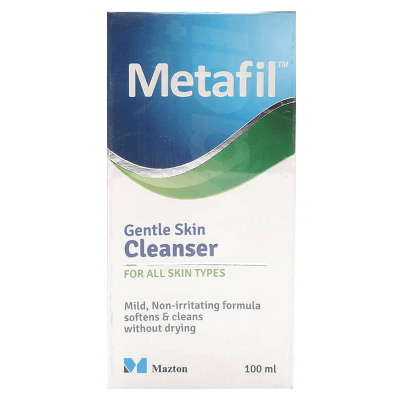 Metafil™
Gentle Skin
Cleanser
FOR ALL SKIN TYPES
Mild, Non-irritating formula
softens & cleans
without drying
Mazton
100 ml